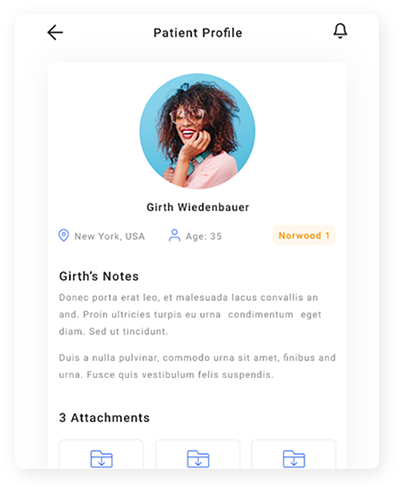 Patient Profile
Girth Wiedenbauer
New York, USA
Age: 35
Norwood 1
Girth's Notes
Donec porta erat leo, et malesuada lacus convallis an
and. Proin ultricies turpis eu urna condimentum eget
diam. Sed ut tincidunt.
Duis a nulla pulvinar, commodo urna sit amet, finibus and
urna. Fusce quis vestibulum felis suspendis.
3 Attachments